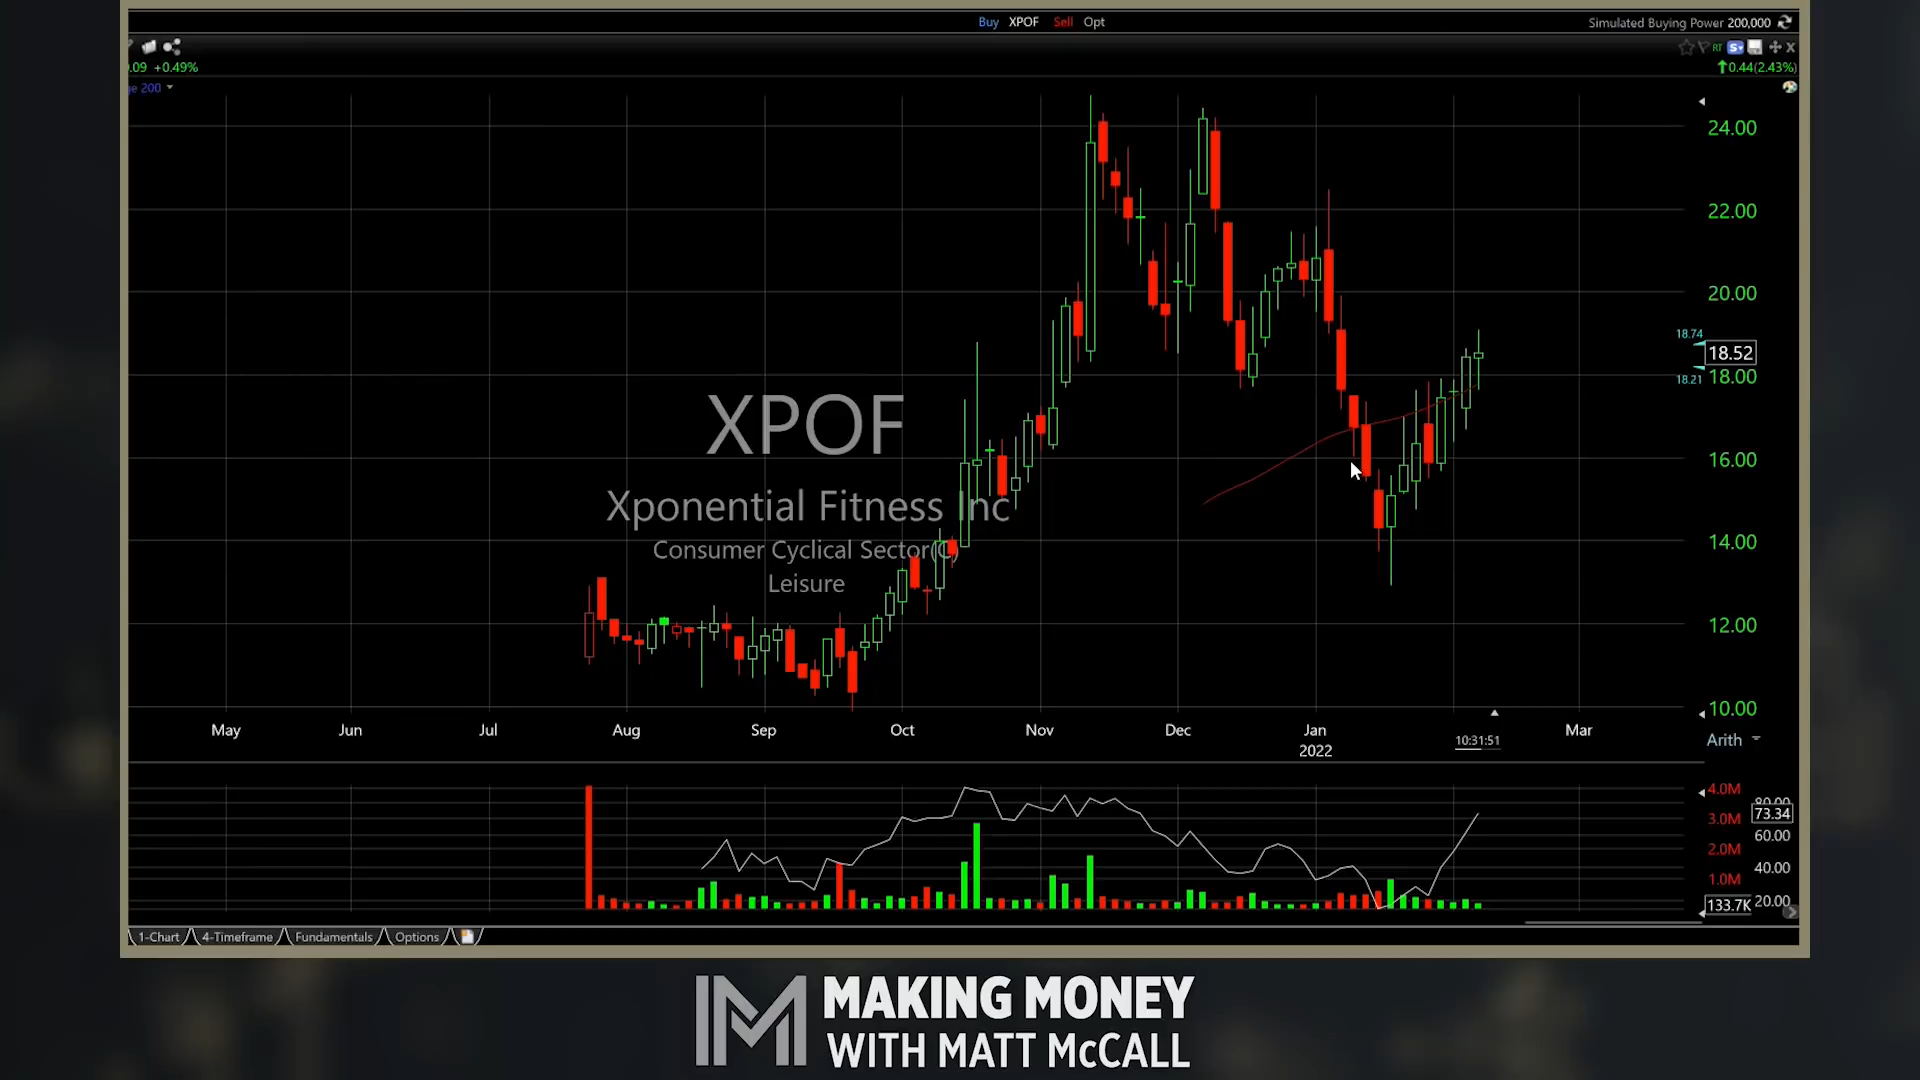 Buy XPOF Sell Opt
Simulated Buying Power 200,000
RT
.09 +0.49%
0.44(2.43%)
ge 200
24.00
22.00
20.00
18.74
18.52
18.00
18.21
XPOF
16.00
Xponential Fitness Inc
Consumer Cyclical Sector(C)
14.00
Leisure
12.00
10.00
May Jun Jul Aug Sep Oct Nov Dec Jan Mar
2022
10:31:51
Arith
4.0M
80.00
73.34
3.0M
60.00
2.0M
40.00
1.0M
20.00
133.7K
1-Chart 4-Timeframe Fundamentals Options
MAKING MONEY
WITH MATT McCALL